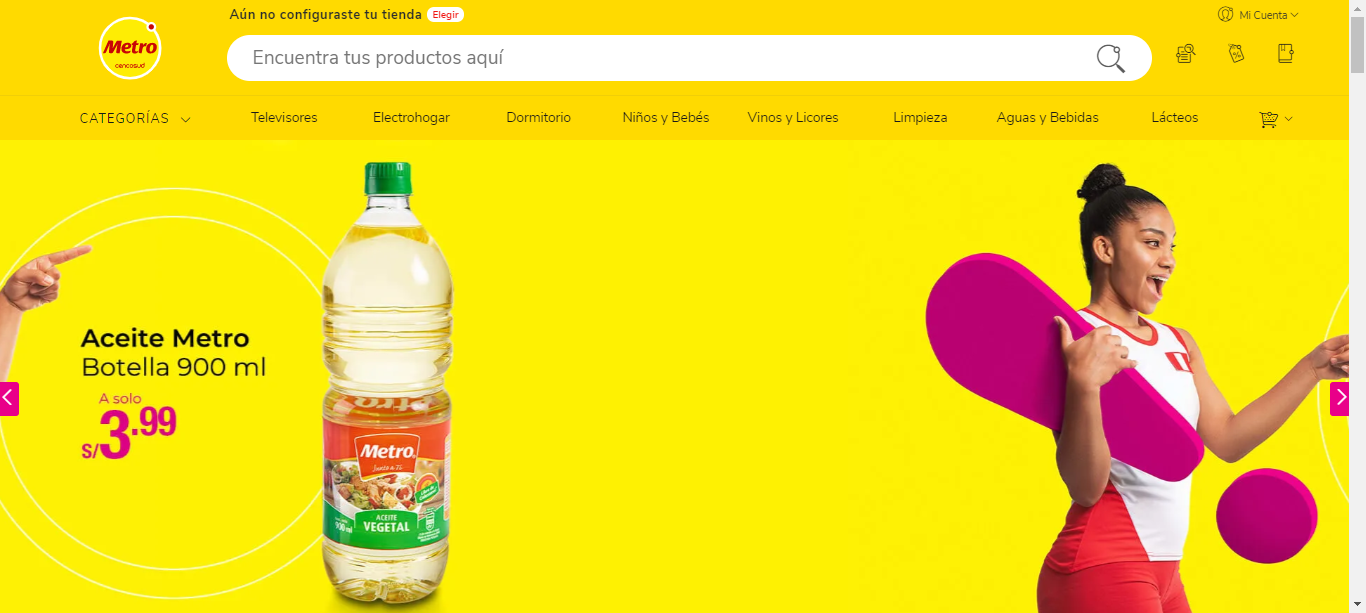 Aún no configuraste tu tienda Elegir
Mi Cuenta
Metro
cencosud
Encuentra tus productos aquí
CATEGORÍAS
Televisores
Electrohogar
Dormitorio
Niños y Bebés
Vinos y Licores
Limpieza
Aguas y Bebidas
Lácteos
Aceite Metro
Botella 900 ml
A solo
S/3.99
Metro
Junto a Ti
ACEITE
VEGETAL
900 ml